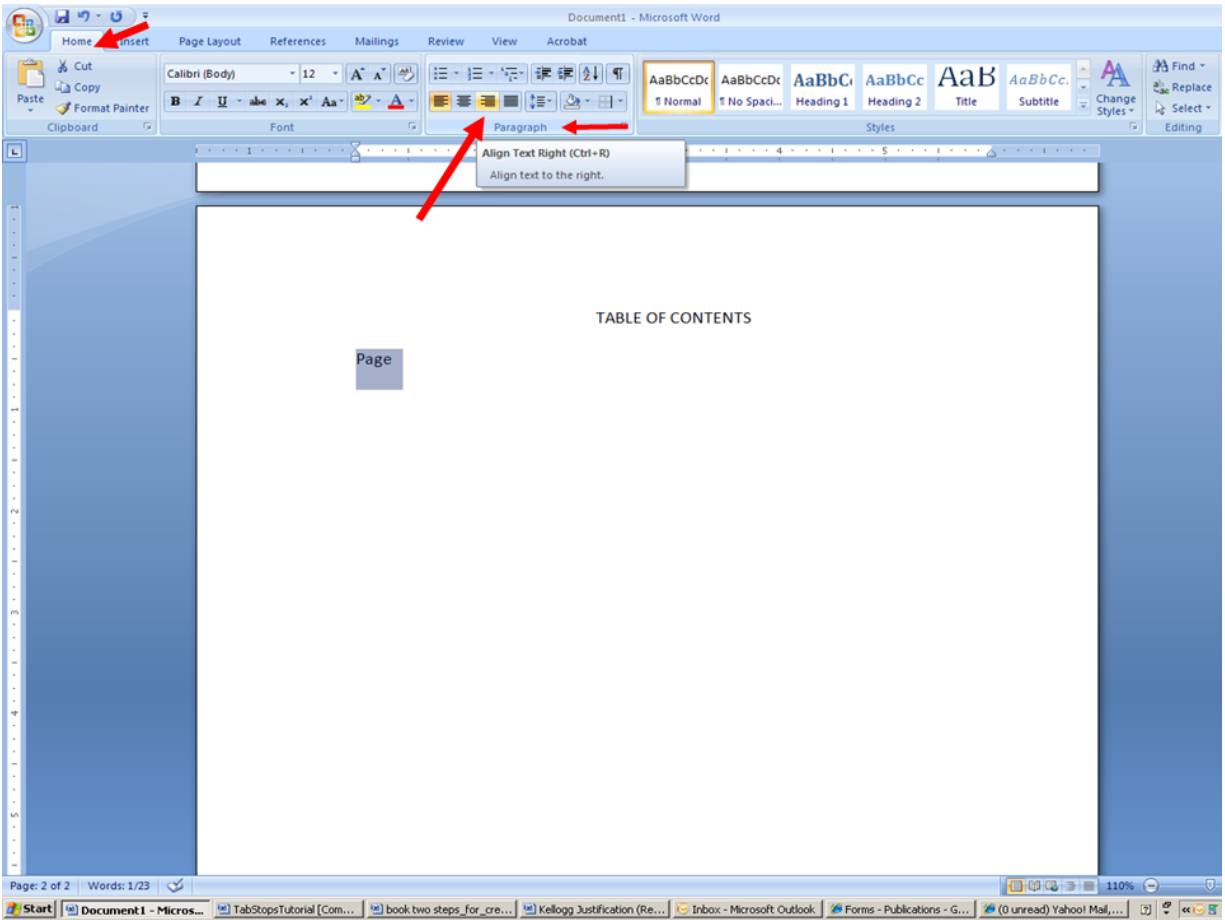 Document1 - Microsoft Word
Home Insert Page Layout References Mailings Review View Acrobat
Cut
Copy
Format Painter
Paste
Clipboard
Calibri (Body) 12 A A
B I U abc X, X² Aa A
Font
Paragraph
AaBbCcDc AaBbCcDc AaBbC AaBbCc AaB AaBbCc.
¶ Normal ¶ No Spaci... Heading 1 Heading 2 Title Subtitle
Change Styles
Styles
Find
Replace
Select
Editing
Align Text Right (Ctrl+R)
Align text to the right.
TABLE OF CONTENTS
Page
Page: 2 of 2 Words: 1/23 110%
Start Document1 - Micros... TabStopsTutorial [Com... book two steps_for_cre... Kellogg Justification (Re... Inbox - Microsoft Outlook Forms - Publications - G... (0 unread) Yahoo! Mail,...